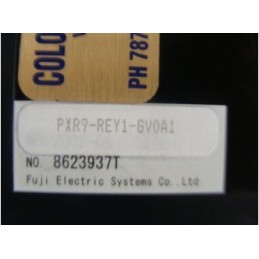 COLO
PH 787
PXR9-REY1-GV0A1
NO. 8623937T
Fuji Electric Systems Co., Ltd